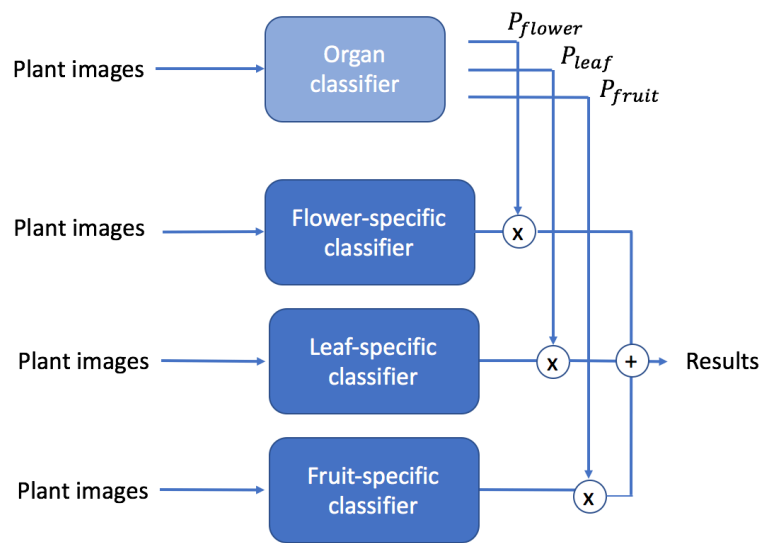 P_flower
Organ
classifier
Plant images
P_leaf
P_fruit
Flower-specific
classifier
Plant images
x
Leaf-specific
classifier
Plant images
x
+
Results
Fruit-specific
classifier
Plant images
x